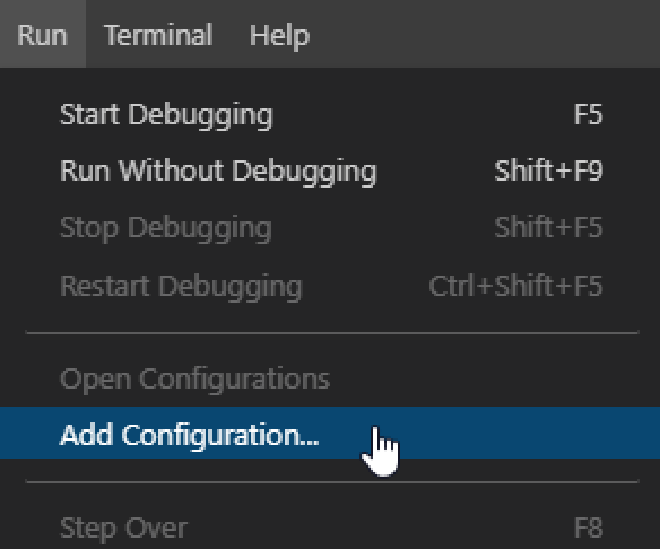 Run Terminal Help
Start Debugging F5
Run Without Debugging Shift+F9
Stop Debugging Shift+F5
Restart Debugging Ctrl+Shift+F5
Open Configurations
Add Configuration...
Step Over F8